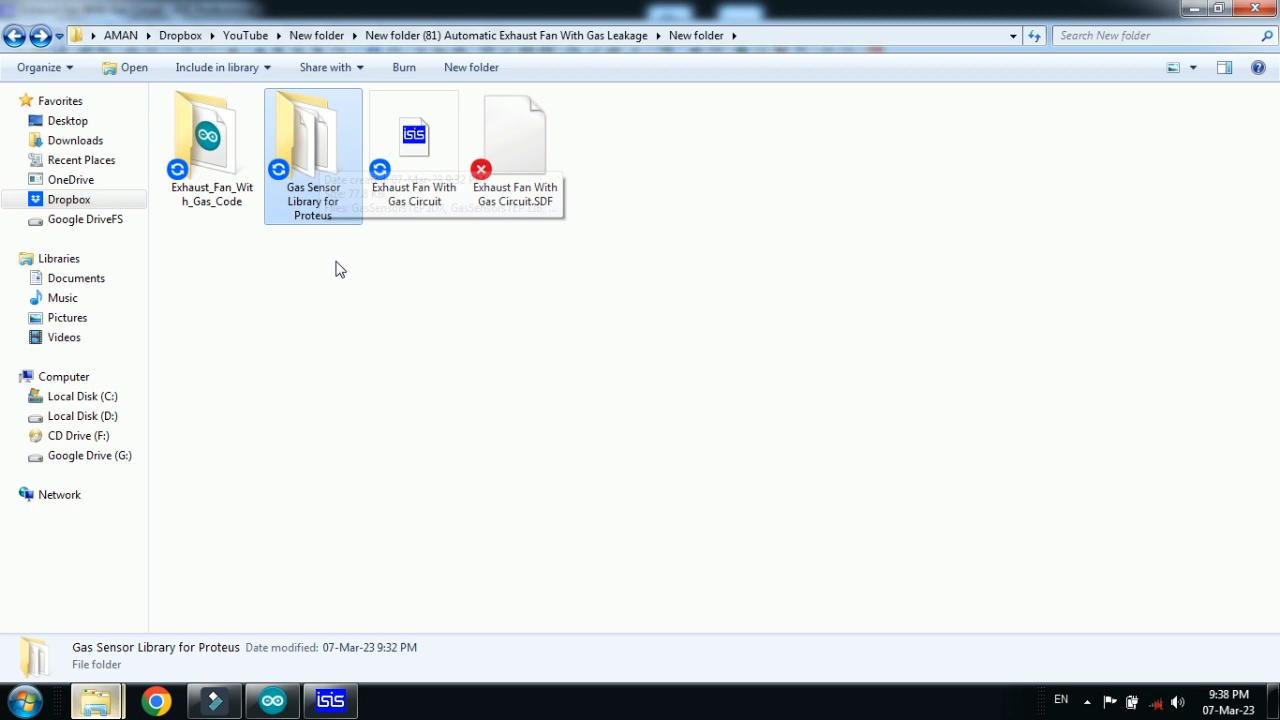 AMAN Dropbox YouTube New folder New folder (81) Automatic Exhaust Fan With Gas Leakage New folder
Search New folder
Organize Open Include in library Share with Burn New folder
Favorites
Desktop
Downloads
Recent Places
OneDrive
Dropbox
Google DriveFS
Libraries
Documents
Music
Pictures
Videos
Computer
Local Disk (C:)
Local Disk (D:)
CD Drive (F:)
Google Drive (G:)
Network
Exhaust_Fan_Wit
h_Gas_Code
Gas Sensor
Library for
Proteus
isis
Exhaust Fan With
Gas Circuit
Exhaust Fan With
Gas Circuit.SDF
Gas Sensor Library for Proteus Date modified: 07-Mar-23 9:32 PM
File folder
isis
EN
9:38 PM
07-Mar-23